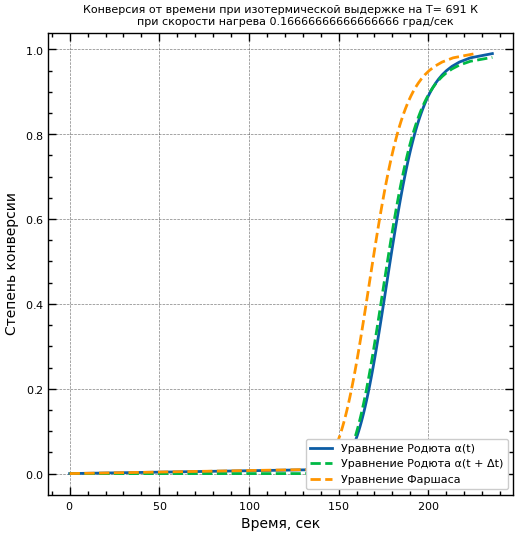 Конверсия от времени при изотермической выдержке на T= 691 K
при скорости нагрева 0.16666666666666666 град/сек
Степень конверсии
1.0
0.8
0.6
0.4
0.2
0.0
0
50
100
150
200
Время, сек
Уравнение Родюта α(t)
Уравнение Родюта α(t + Δt)
Уравнение Фаршаса